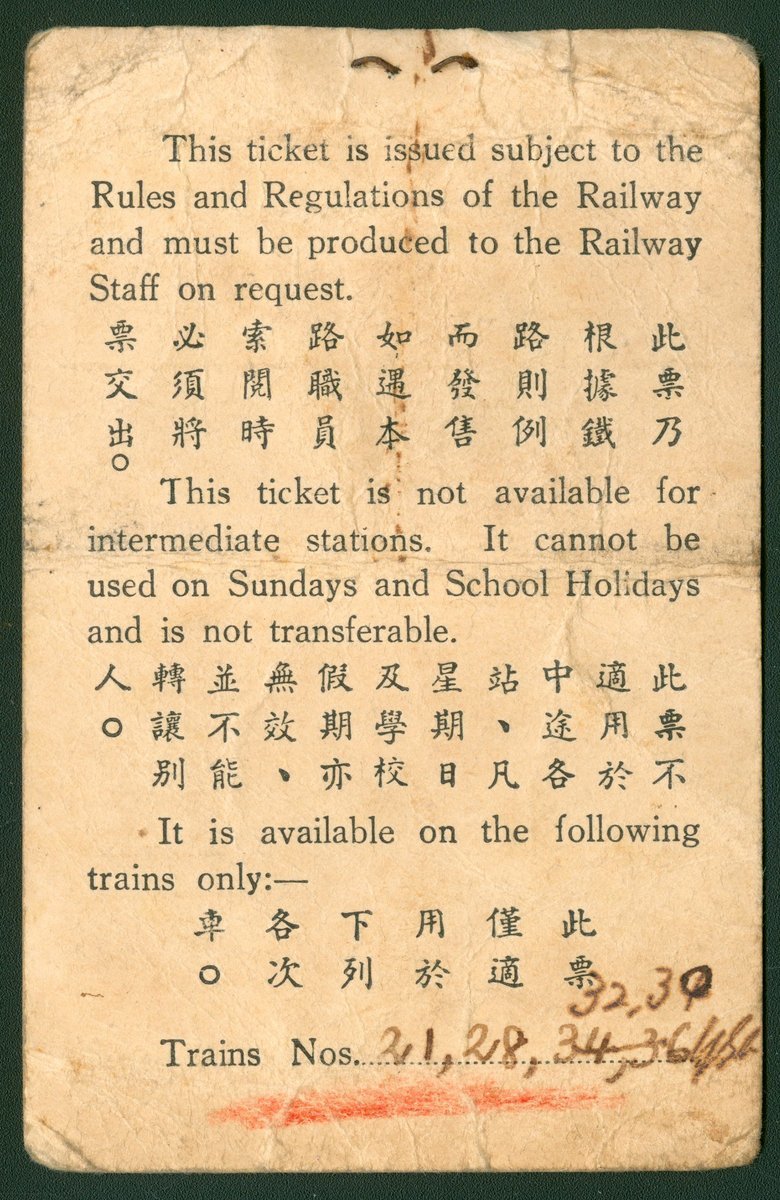 This ticket is issued subject to the
Rules and Regulations of the Railway
and must be produced to the Railway
Staff on request.
此票乃
根據鐵
路則例
而發售
如遇本
路職員
索閱時
必須將
票交出。
This ticket is not available for
intermediate stations. It cannot be
used on Sundays and School Holidays
and is not transferable.
此票不
適用於
中途各
站、凡
星期日
及學校
假期亦
無效、
並不能
轉讓別
人。
It is available on the following
trains only:—
此票
僅適
用於
下列
各次
車。
32, 39
Trains Nos. 21, 28, 34, 36